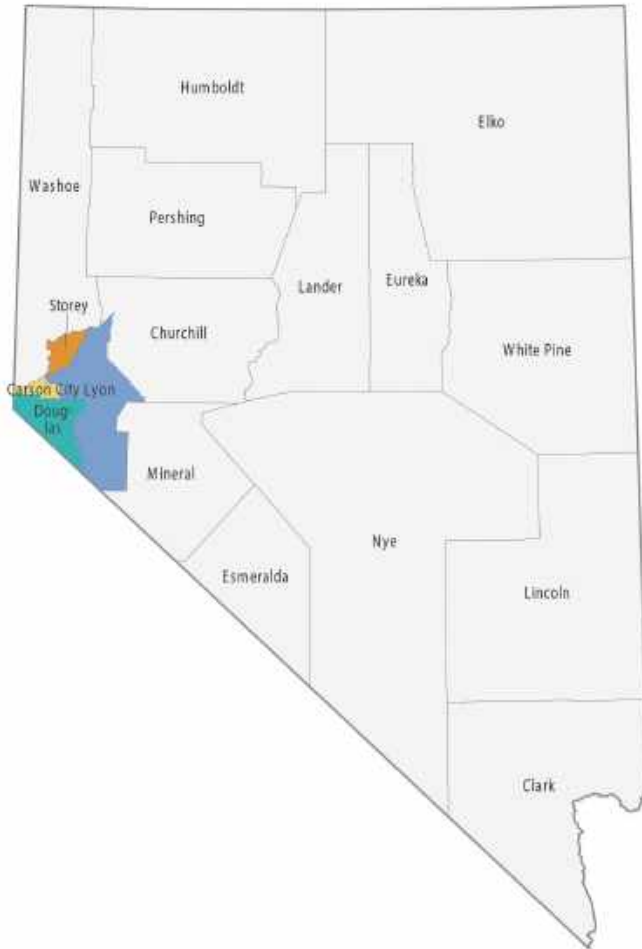 Humboldt
Elko
Washoe
Pershing
Lander
Eureka
Storey
Churchill
White Pine
Carson City Lyon
Doug-
las
Mineral
Nye
Esmeralda
Lincoln
Clark